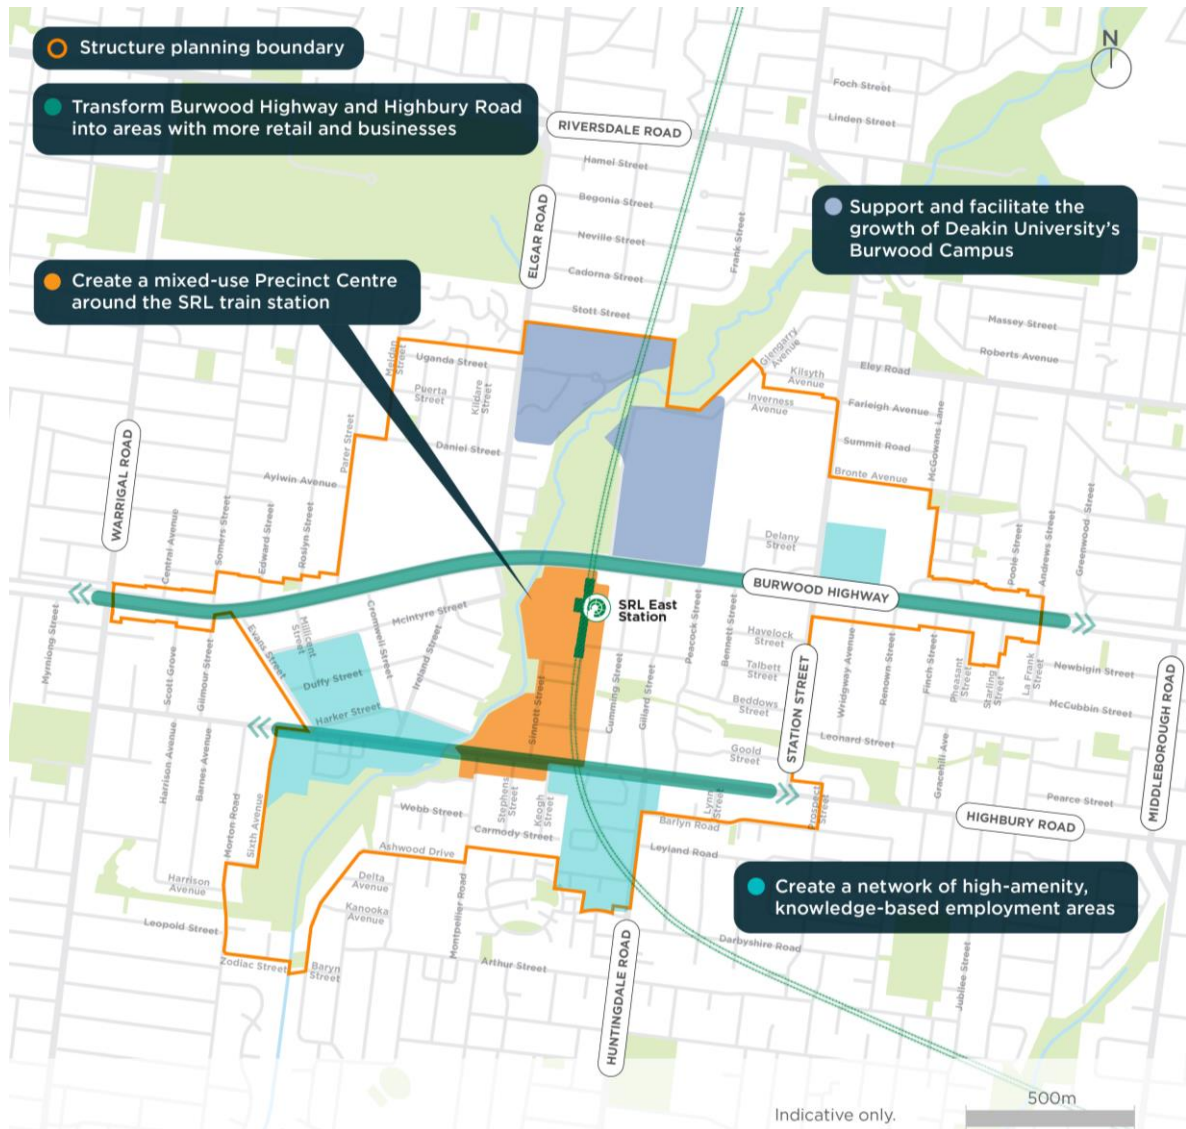 Structure planning boundary
Transform Burwood Highway and Highbury Road
into areas with more retail and businesses
N
Foch Street
Linden Street
RIVERSDALE ROAD
Hamel Street
Begonia Street
Neville Street
Cadorna Street
Stott Street
ELGAR ROAD
Frank Street
Support and facilitate the
growth of Deakin University's
Burwood Campus
Create a mixed-use Precinct Centre
around the SRL train station
Massey Street
Roberts Avenue
Eley Road
Glengarry
Avenue
Kilsyth
Avenue
Inverness
Avenue
Farleigh Avenue
Summit Road
Bronte Avenue
McGowans Lane
Uganda Street
Puerta
Street
Kildare
Street
Daniel Street
Parer Street
Aylwin Avenue
WARRIGAL ROAD
Central Avenue
Somers Street
Edward Street
Roslyn Street
Delany
Street
Poole Street
Andrews Street
Greenwood Street
BURWOOD HIGHWAY
SRL East
Station
McIntyre Street
Cromwell Street
Ireland Street
Millicent
Street
Evans Street
Duffy Street
Harker Street
Myrniong Street
Scott Grove
Gilmour Street
Harrison Avenue
Barnes Avenue
Sinnott Street
Cumming Street
Gillard Street
Peacock Street
Bennett Street
Havelock
Street
Talbett
Street
Beddows
Street
Goold
Street
STATION STREET
Wridgway Avenue
Renown Street
Finch Street
Pheasant
Street
Starling
Street
La Frank
Street
Newbigin Street
McCubbin Street
Leonard Street
Gracehill Ave
Pearce Street
MIDDLEBOROUGH ROAD
HIGHBURY ROAD
Prospect
Street
Lynn
Street
Barlyn Road
Leyland Road
Stephens
Street
Keogh
Street
Webb Street
Carmody Street
Ashwood Drive
Morton Road
Sixth Avenue
Harrison
Avenue
Leopold Street
Delta
Avenue
Kanooka
Avenue
Montpellier Road
Zodiac Street
Baryn
Street
Arthur Street
HUNTINGDALE ROAD
Darbyshire Road
Jubilee Street
Create a network of high-amenity,
knowledge-based employment areas
500m
Indicative only.